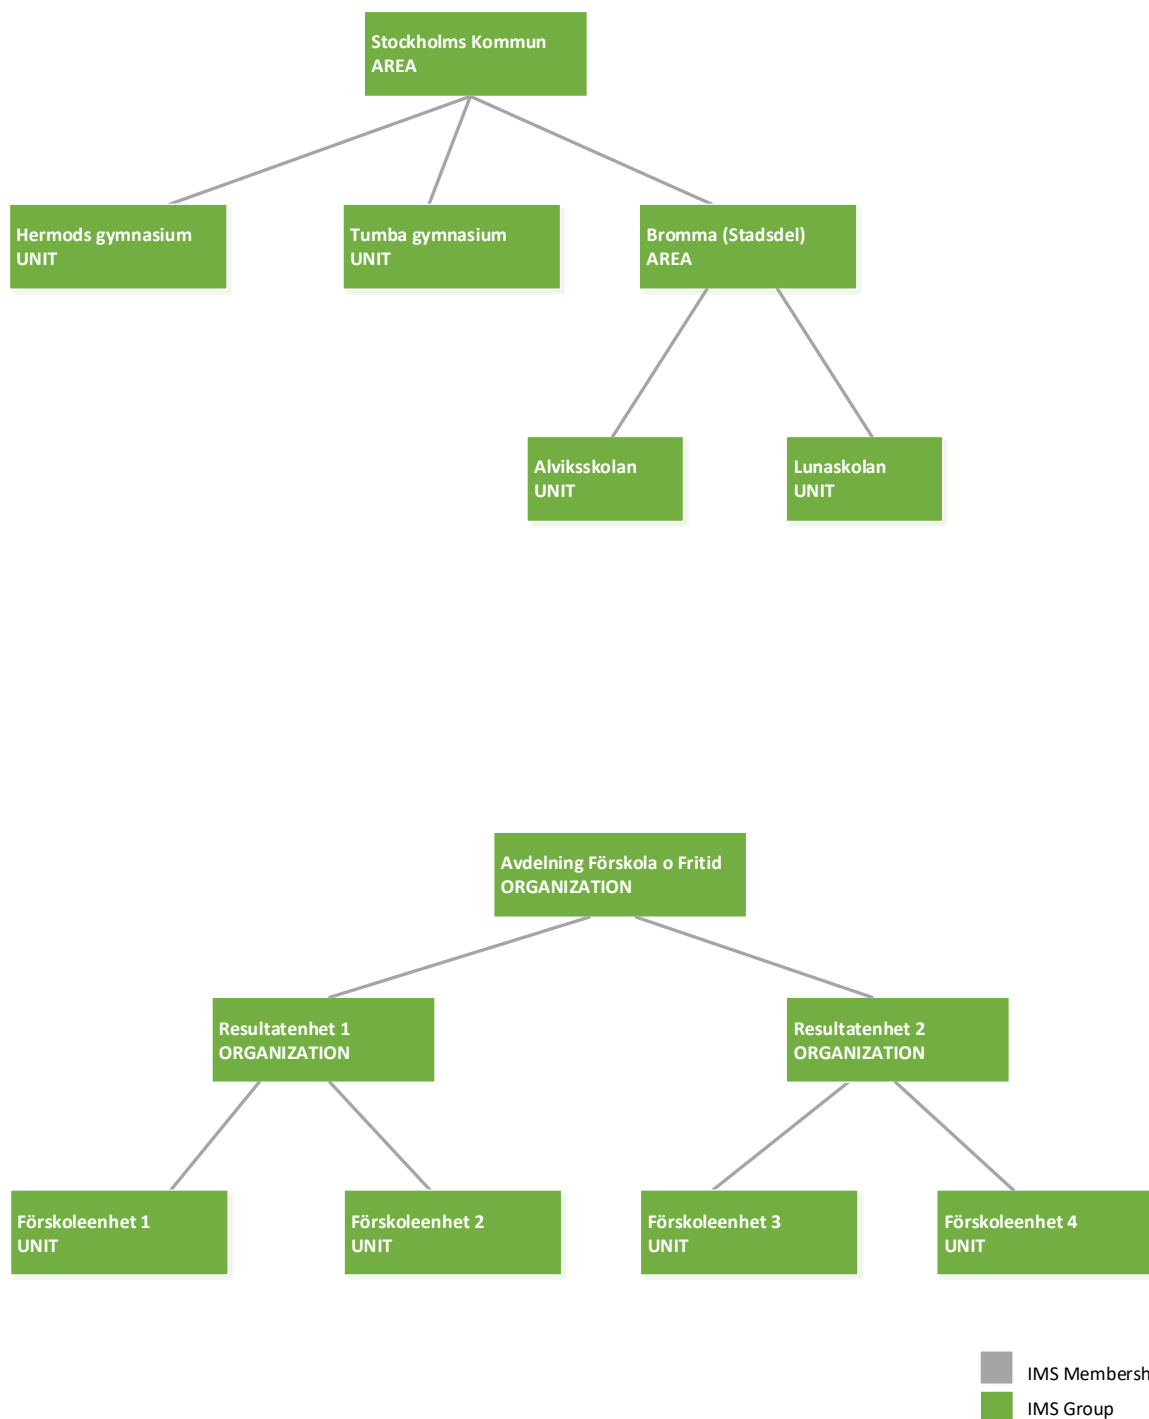 Stockholms Kommun
AREA
Hermods gymnasium
UNIT
Tumba gymnasium
UNIT
Bromma (Stadsdel)
AREA
Alviksskolan
UNIT
Lunaskolan
UNIT
Avdelning Förskola o Fritid
ORGANIZATION
Resultatenhet 1
ORGANIZATION
Resultatenhet 2
ORGANIZATION
Förskoleenhet 1
UNIT
Förskoleenhet 2
UNIT
Förskoleenhet 3
UNIT
Förskoleenhet 4
UNIT
IMS Membersh
IMS Group